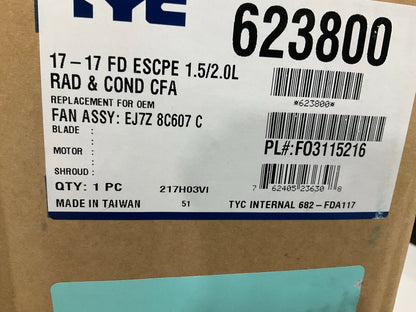 TYC
623800
17-17 FD ESCPE 1.5/2.0L
RAD & COND CFA
*623800*
REPLACEMENT FOR OEM
FAN ASSY: EJ7Z 8C607 C
BLADE :
:
MOTOR :
:
SHROUD :
PL#:FO3115216
7 62405 23630 8
QTY: 1 PC 217H03VI
MADE IN TAIWAN 51 TYC INTERNAL 682-FDA117